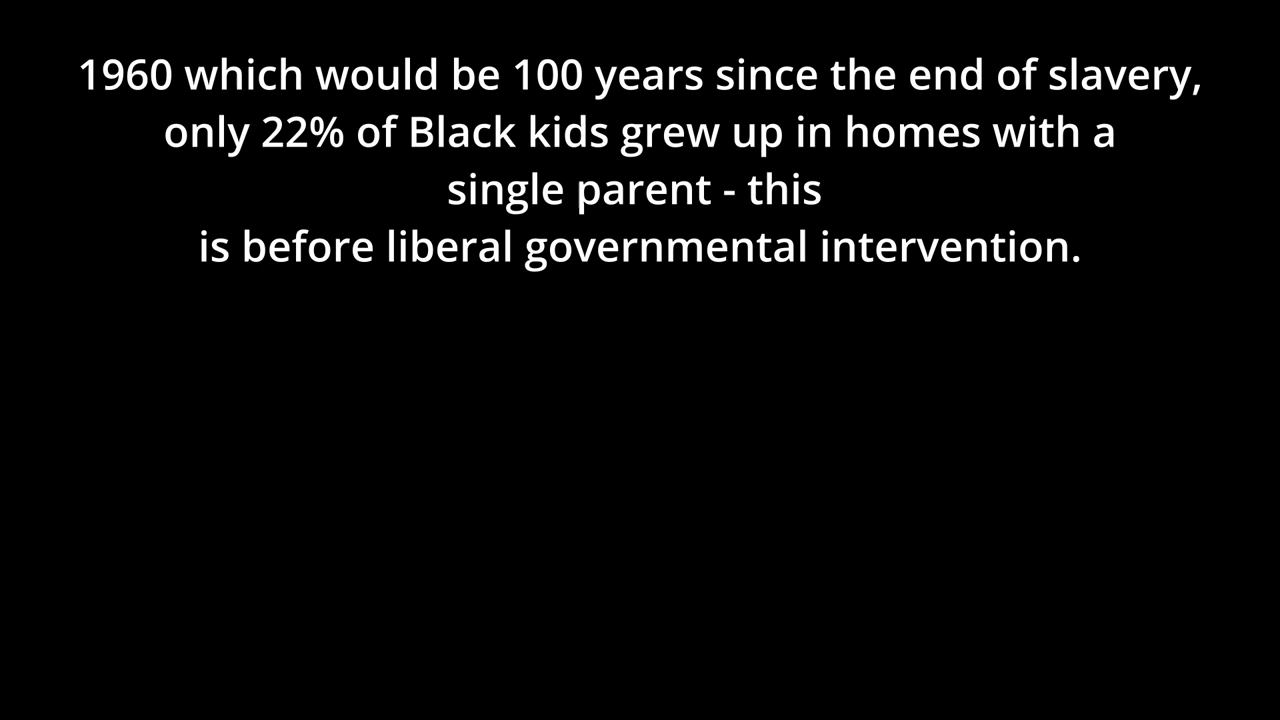 1960 which would be 100 years since the end of slavery,
only 22% of Black kids grew up in homes with a
single parent - this
is before liberal governmental intervention.